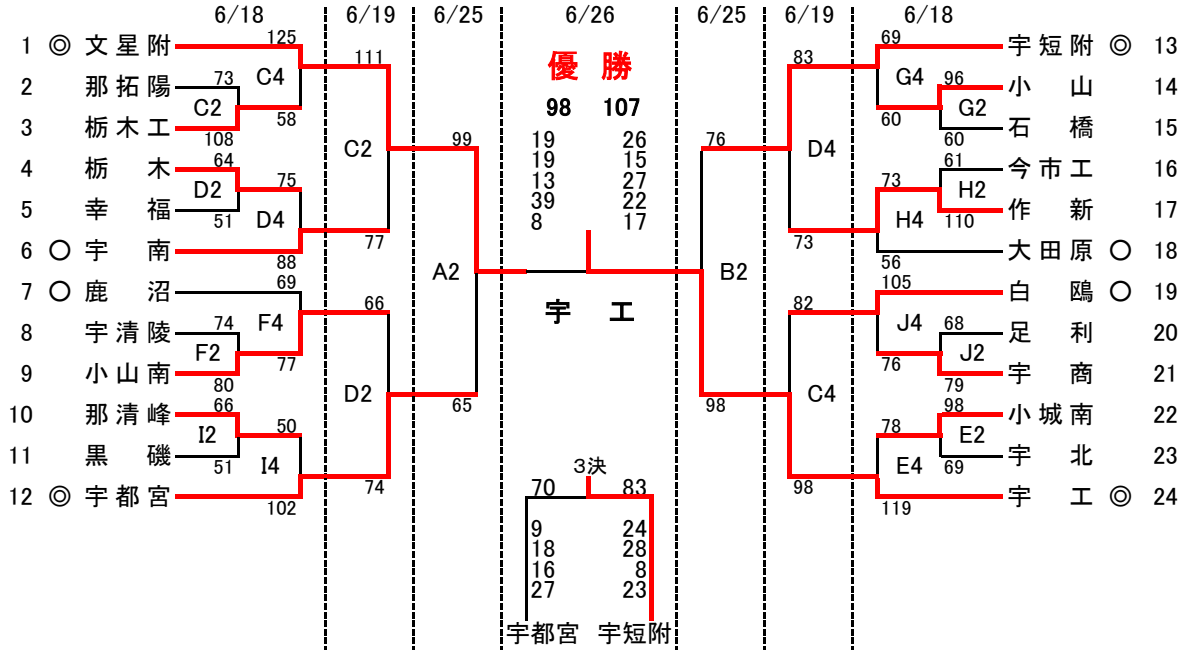 6/18 6/19 6/25 6/26 6/25 6/19 6/18
1 ◎ 文星附 125 111 優勝 83 69 宇短附 ◎ 13
2 那拓陽 73 C4 G4 96 小山 14
C2 98 107 G2
3 栃木工 108 58 60 60 石橋 15
4 栃木 64 75 C2 99 19 26 76 D4 73 61 今市工 16
19 15
D2 13 27 H2
5 幸福 51 D4 39 22 H4 110 作新 17
8 17
6 ○ 宇南 88 77 73 56 大田原 ○ 18
A2 B2
7 ○ 鹿沼 69 66 宇工 82 105 白鴎 ○ 19
8 宇清陵 74 F4 J4 68 足利 20
F2 J2
9 小山南 80 77 76 79 宇商 21
10 那清峰 66 50 D2 65 98 C4 78 98 小城南 22
I2 E2
11 黒磯 51 I4 3決 E4 69 宇北 23
12 ◎ 宇都宮 102 74 70 83 98 119 宇工 ◎ 24
9 24
18 28
16 8
27 23
宇都宮 宇短附